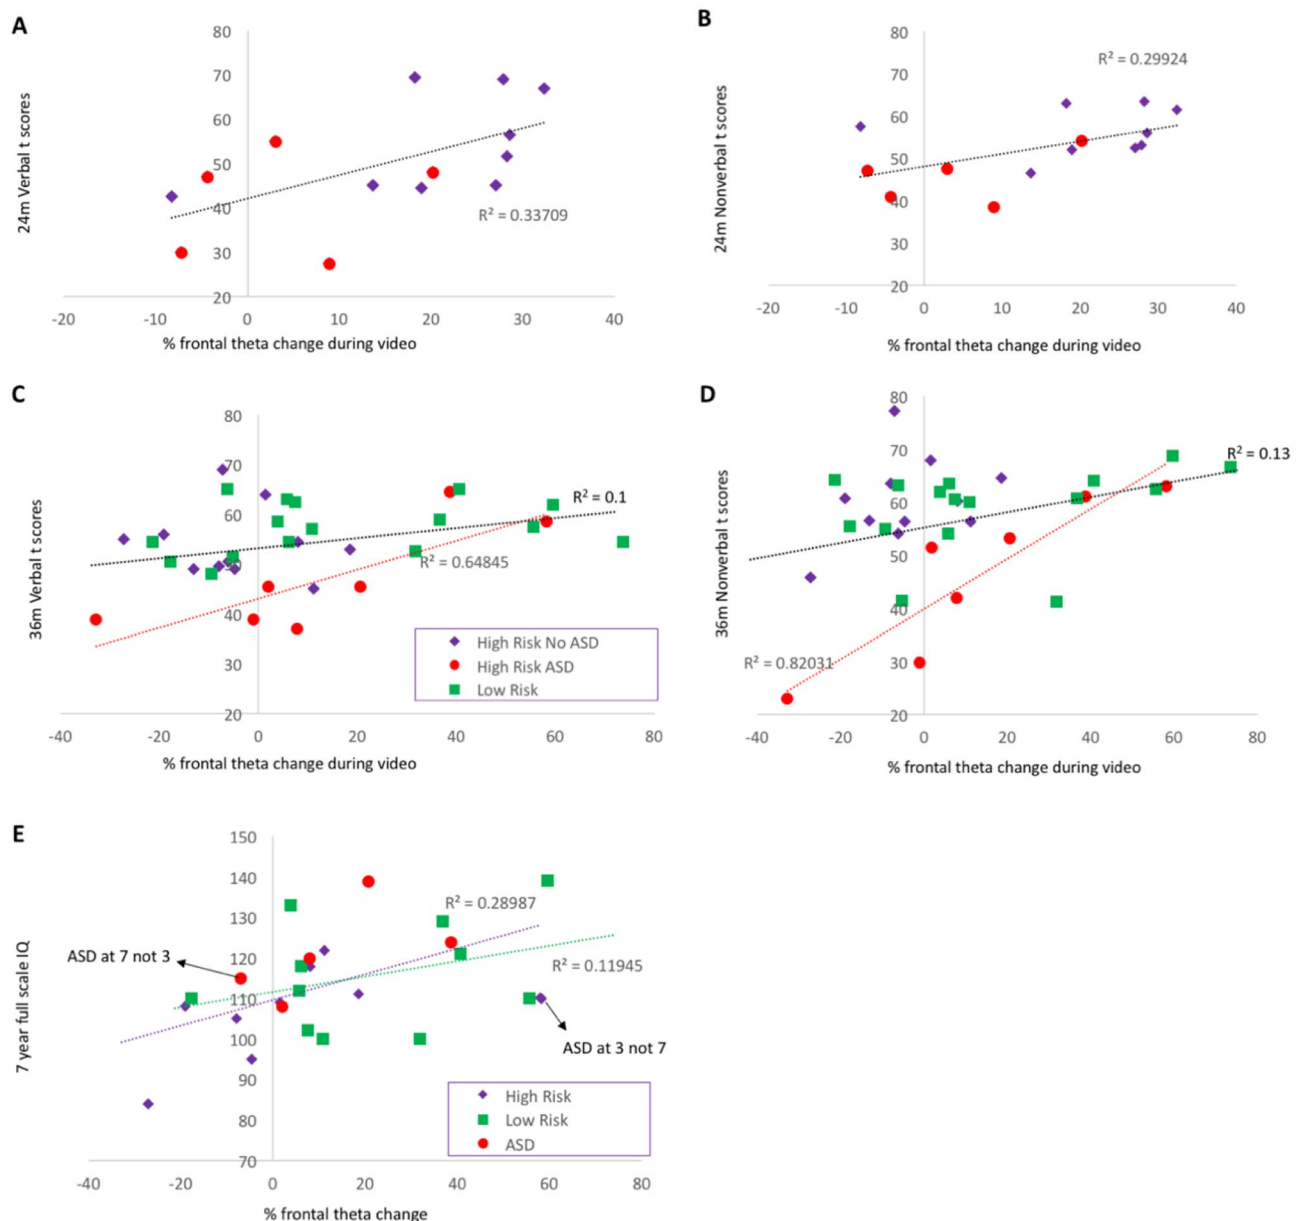 A
80
70
60
50
40
30
20
-20 -10 0 10 20 30 40
24m Verbal t scores
R² = 0.33709
% frontal theta change during video
B
80
70
60
50
40
30
20
-20 -10 0 10 20 30 40
24m Nonverbal t scores
R² = 0.29924
% frontal theta change during video
C
80
70
60
50
40
30
20
-40 -20 0 20 40 60 80
36m Verbal t scores
R² = 0.1
R² = 0.64845
High Risk No ASD
High Risk ASD
Low Risk
% frontal theta change during video
D
80
70
60
50
40
30
20
-40 -20 0 20 40 60 80
36m Nonverbal t scores
R² = 0.13
R² = 0.82031
% frontal theta change during video
E
150
140
130
120
110
100
90
80
70
-40 -20 0 20 40 60 80
7 year full scale IQ
R² = 0.28987
R² = 0.11945
ASD at 7 not 3
ASD at 3 not 7
High Risk
Low Risk
ASD
% frontal theta change